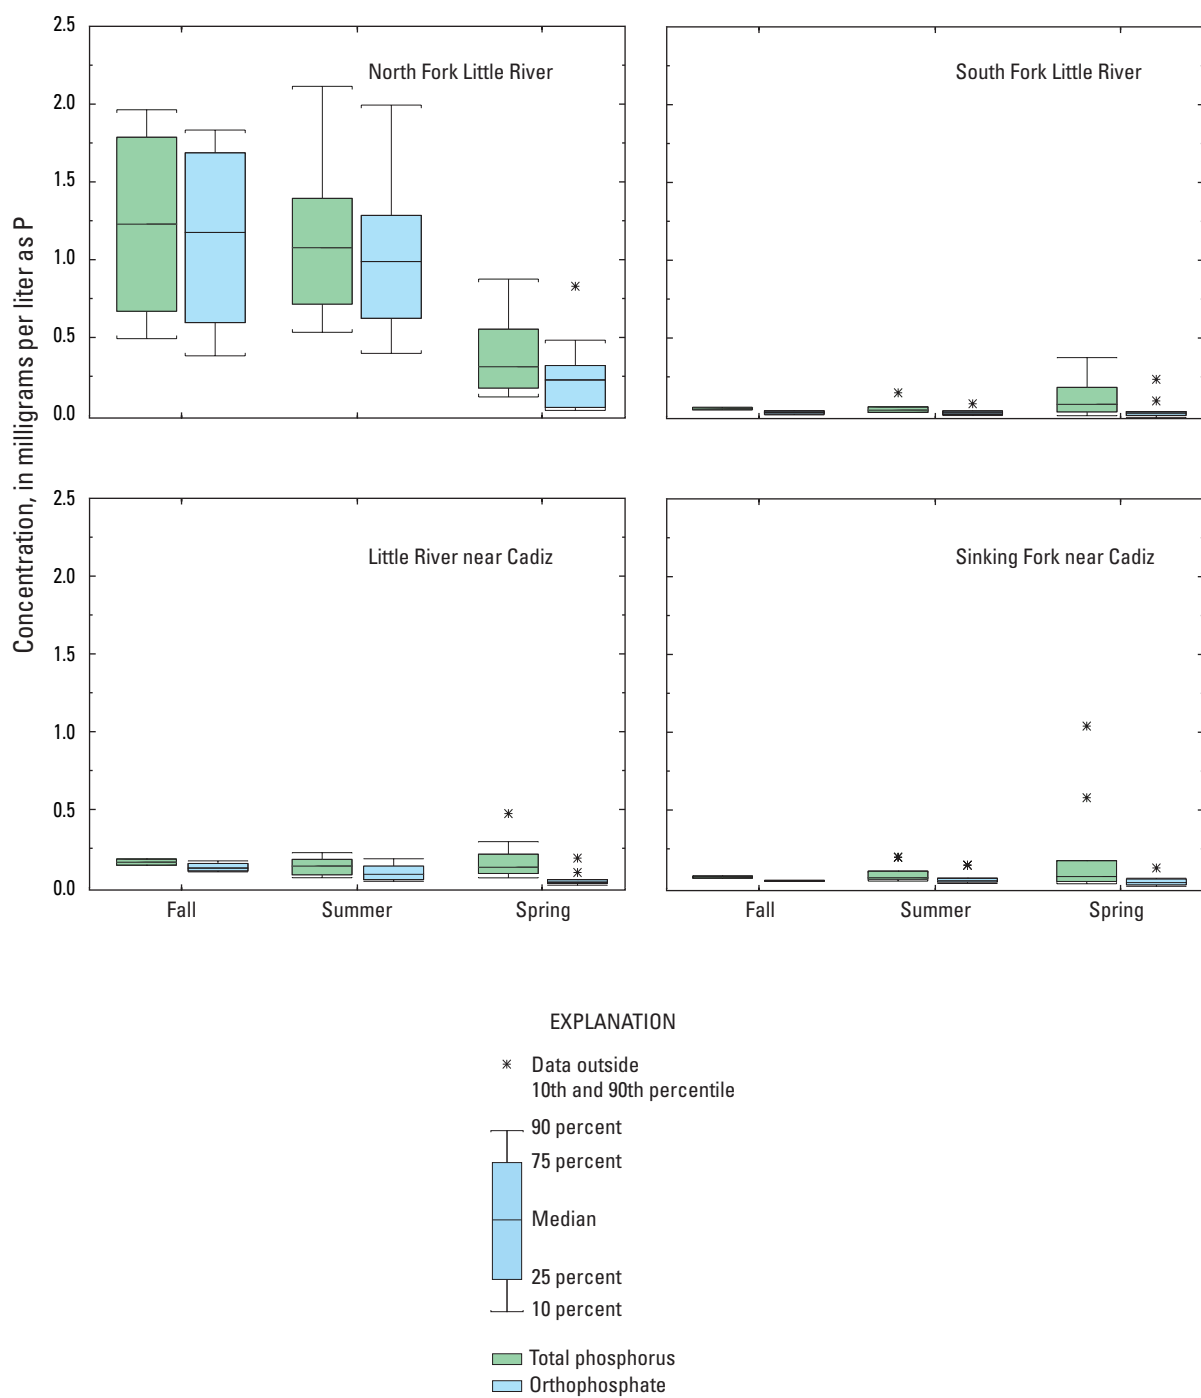 Concentration, in milligrams per liter as P
2.5
2.0
1.5
1.0
0.5
0.0
North Fork Little River
South Fork Little River
2.5
2.0
1.5
1.0
0.5
0.0
Little River near Cadiz
Sinking Fork near Cadiz
Fall Summer Spring
Fall Summer Spring
EXPLANATION
* Data outside
10th and 90th percentile
90 percent
75 percent
Median
25 percent
10 percent
Total phosphorus
Orthophosphate